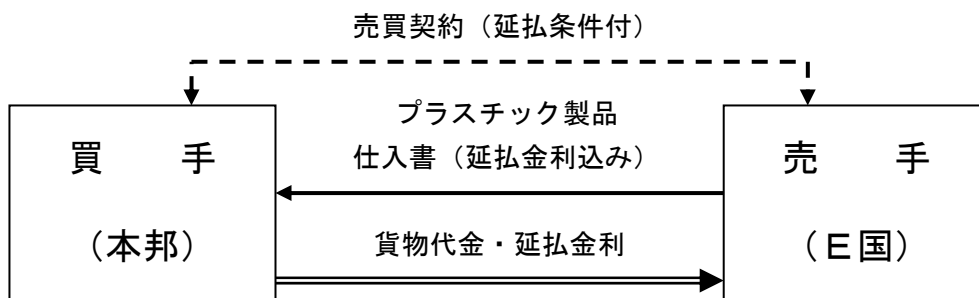 売買契約（延払条件付）
プラスチック製品
買　手
仕入書（延払金利込み）
売　手
（本邦）
貨物代金・延払金利
（Ｅ国）